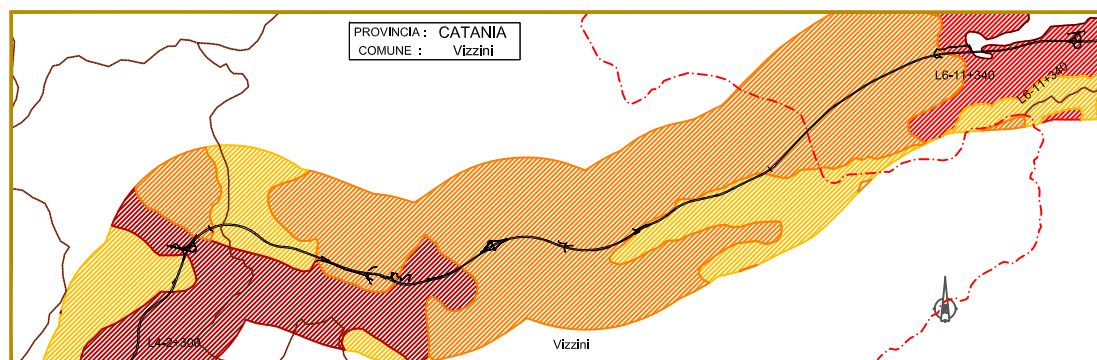 PROVINCIA : CATANIA
COMUNE : Vizzini
L6-11+340
L6-11+340
L4-2+300
Vizzini